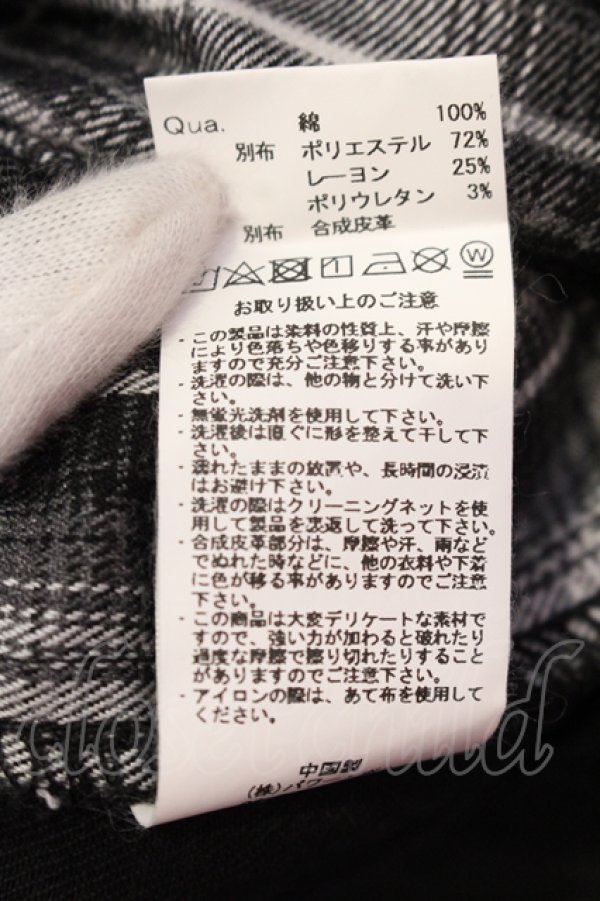 Qua. 綿 100%
別布 ポリエステル 72%
レーヨン 25%
ポリウレタン 3%
別布 合成皮革
W
お取り扱い上のご注意
・この製品は染料の性質上、汗や摩擦
により色落ちや色移りする事があり
ますので充分ご注意下さい。
・洗濯の際は、他の物と分けて洗い下
さい。
・無蛍光洗剤を使用して下さい。
・洗濯後は直ぐに形を整えて干して下
さい。
・濡れたままの放置や、長時間の浸漬
はお避け下さい。
・洗濯の際はクリーニングネットを使
用して製品を裏返して洗って下さい。
・合成皮革部分は、摩擦や汗、雨など
でぬれた時などに、他の衣料や下着
に色が移る事がありますのでご注意
下さい。
・この商品は大変デリケートな素材で
すので、強い力が加わると破れたり
過度な摩擦で擦り切れたりすること
がありますのでご注意下さい。
・アイロンの際は、あて布を使用して
ください。
中国製
(株)パワー
closet child